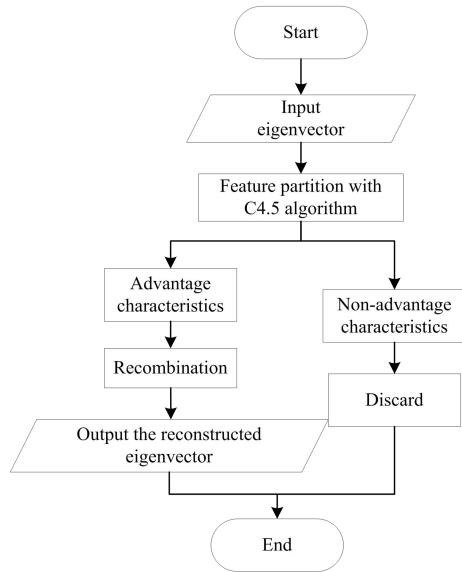 Start
Input
eigenvector
Feature partition with
C4.5 algorithm
Advantage
characteristics
Non-advantage
characteristics
Recombination
Discard
Output the reconstructed
eigenvector
End